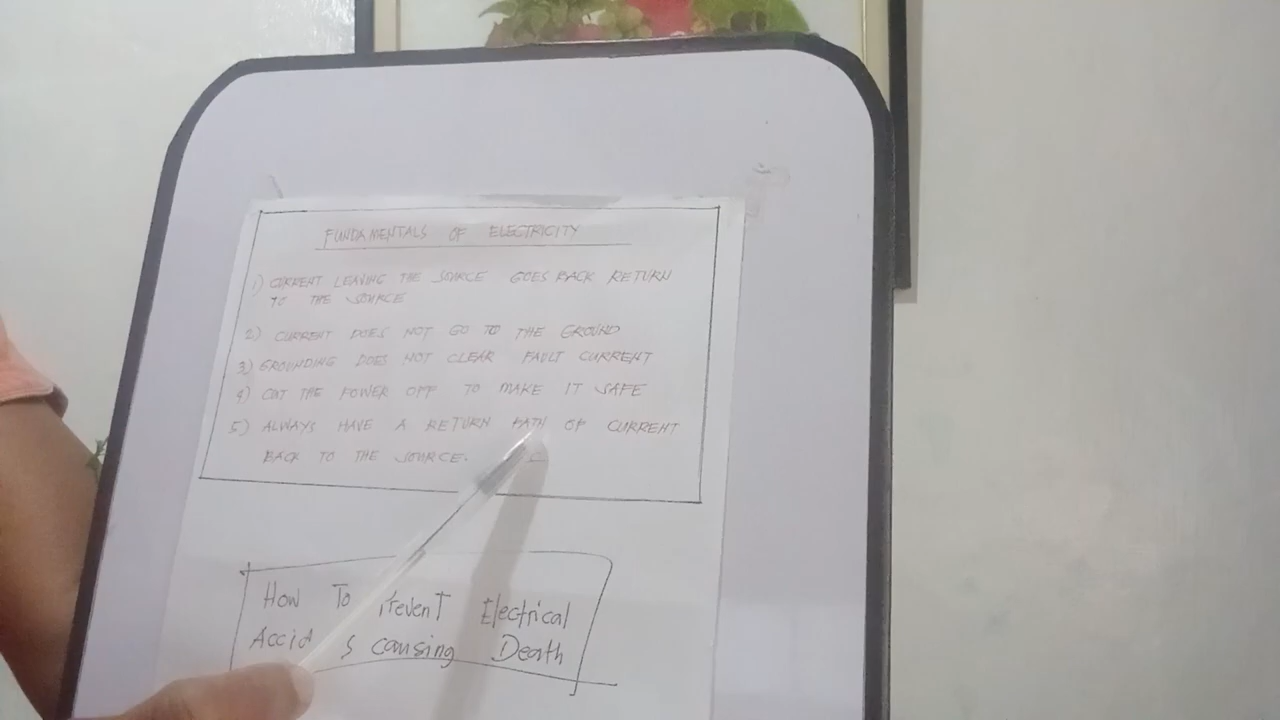 FUNDAMENTALS OF ELECTRICITY
1) CURRENT LEAVING THE SOURCE GOES BACK RETURN
TO THE SOURCE
2) CURRENT DOES NOT GO TO THE GROUND
3) GROUNDING DOES NOT CLEAR FAULT CURRENT
4) CUT THE POWER OFF TO MAKE IT SAFE
5) ALWAYS HAVE A RETURN PATH OF CURRENT
BACK TO THE SOURCE.
How To Prevent Electrical
causing Death